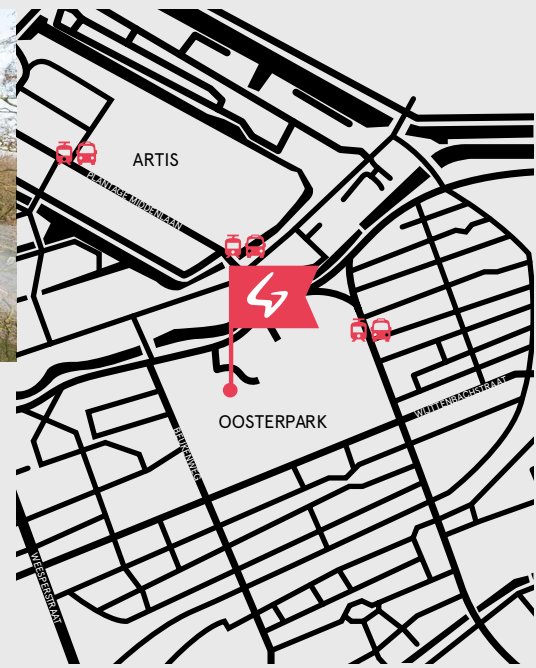 ARTIS
PLANTAGE MIDDENLAAN
OOSTERPARK
WIJTTENBACHSTRAAT
BEUKENWEG
WEESPERSTRAAT